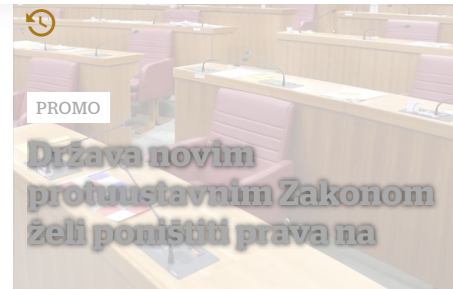 PROMO
Država novim
protuustavnim Zakonom
želi poništiti prava na